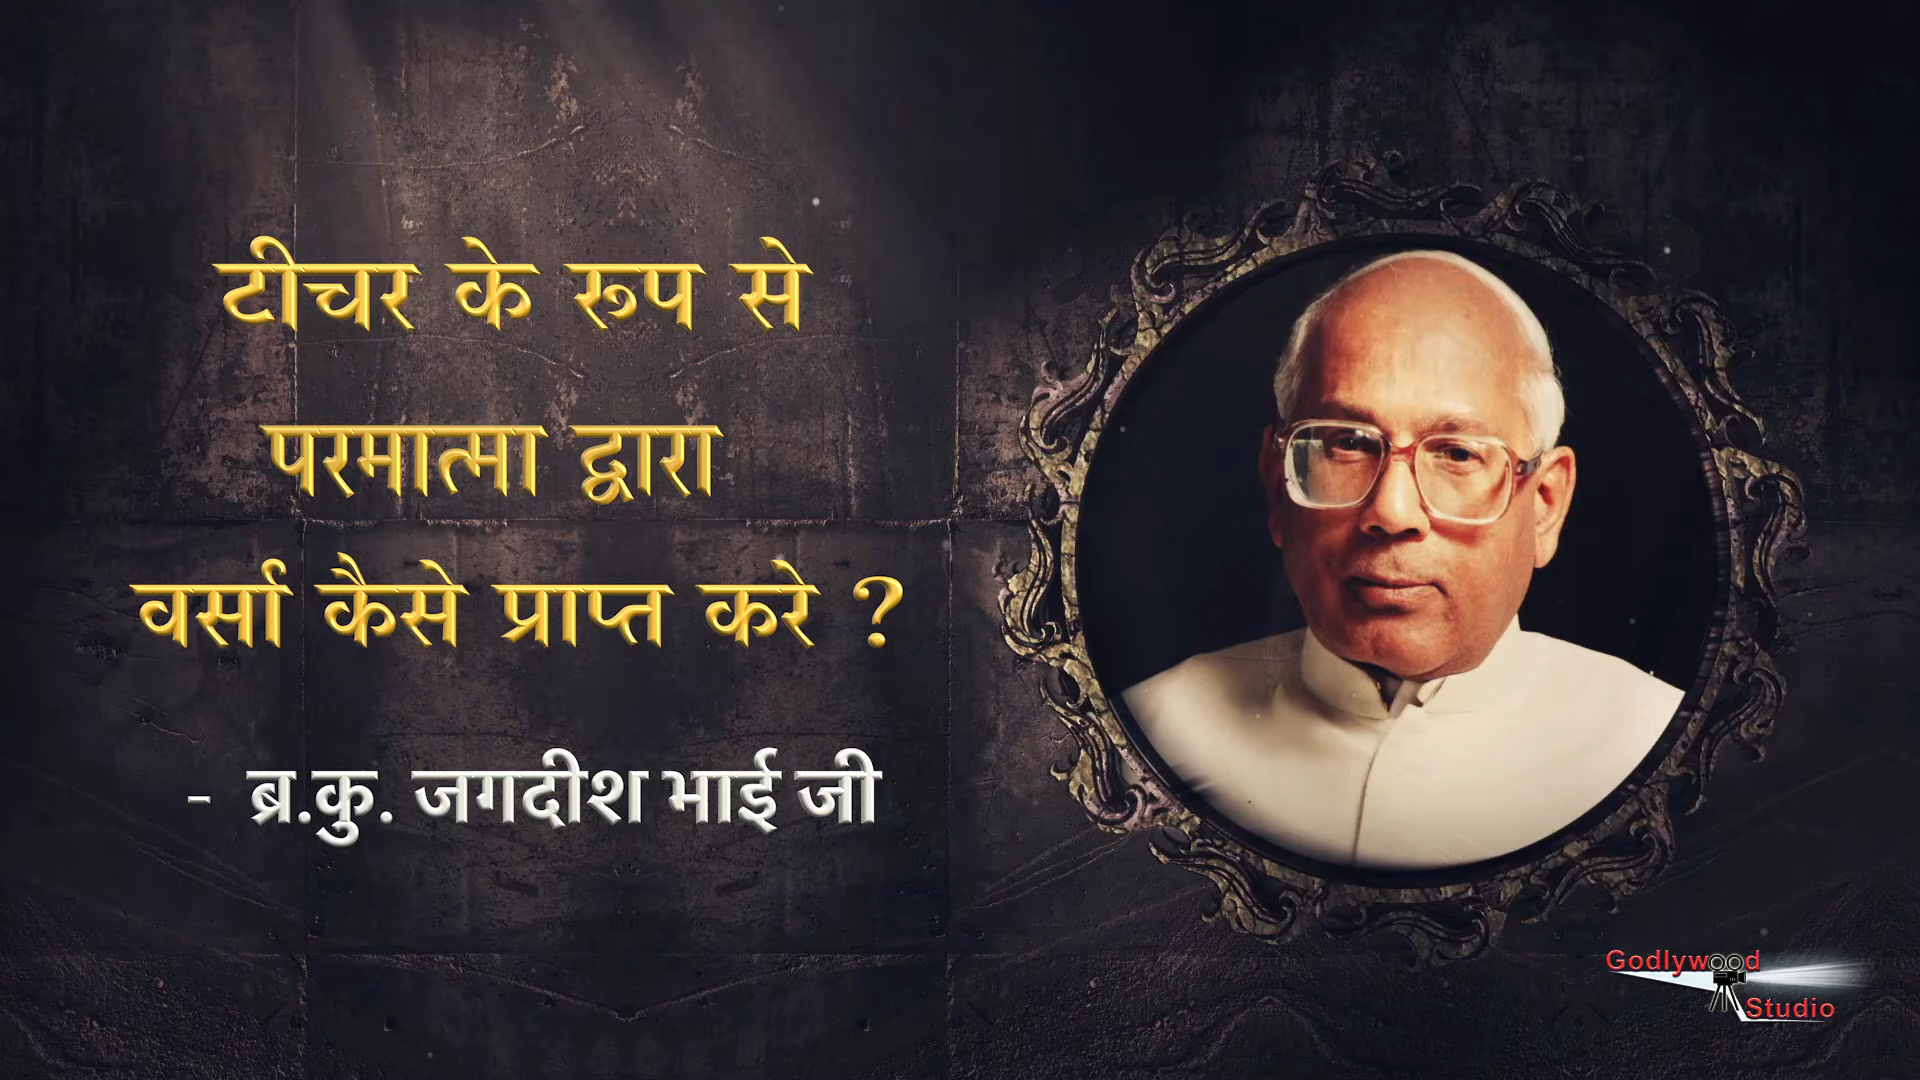 टीचर के रूप से
परमात्मा द्वारा
वर्सा कैसे प्राप्त करे ?
- ब्र.कु. जगदीश भाई जी
Godlywood
Studio